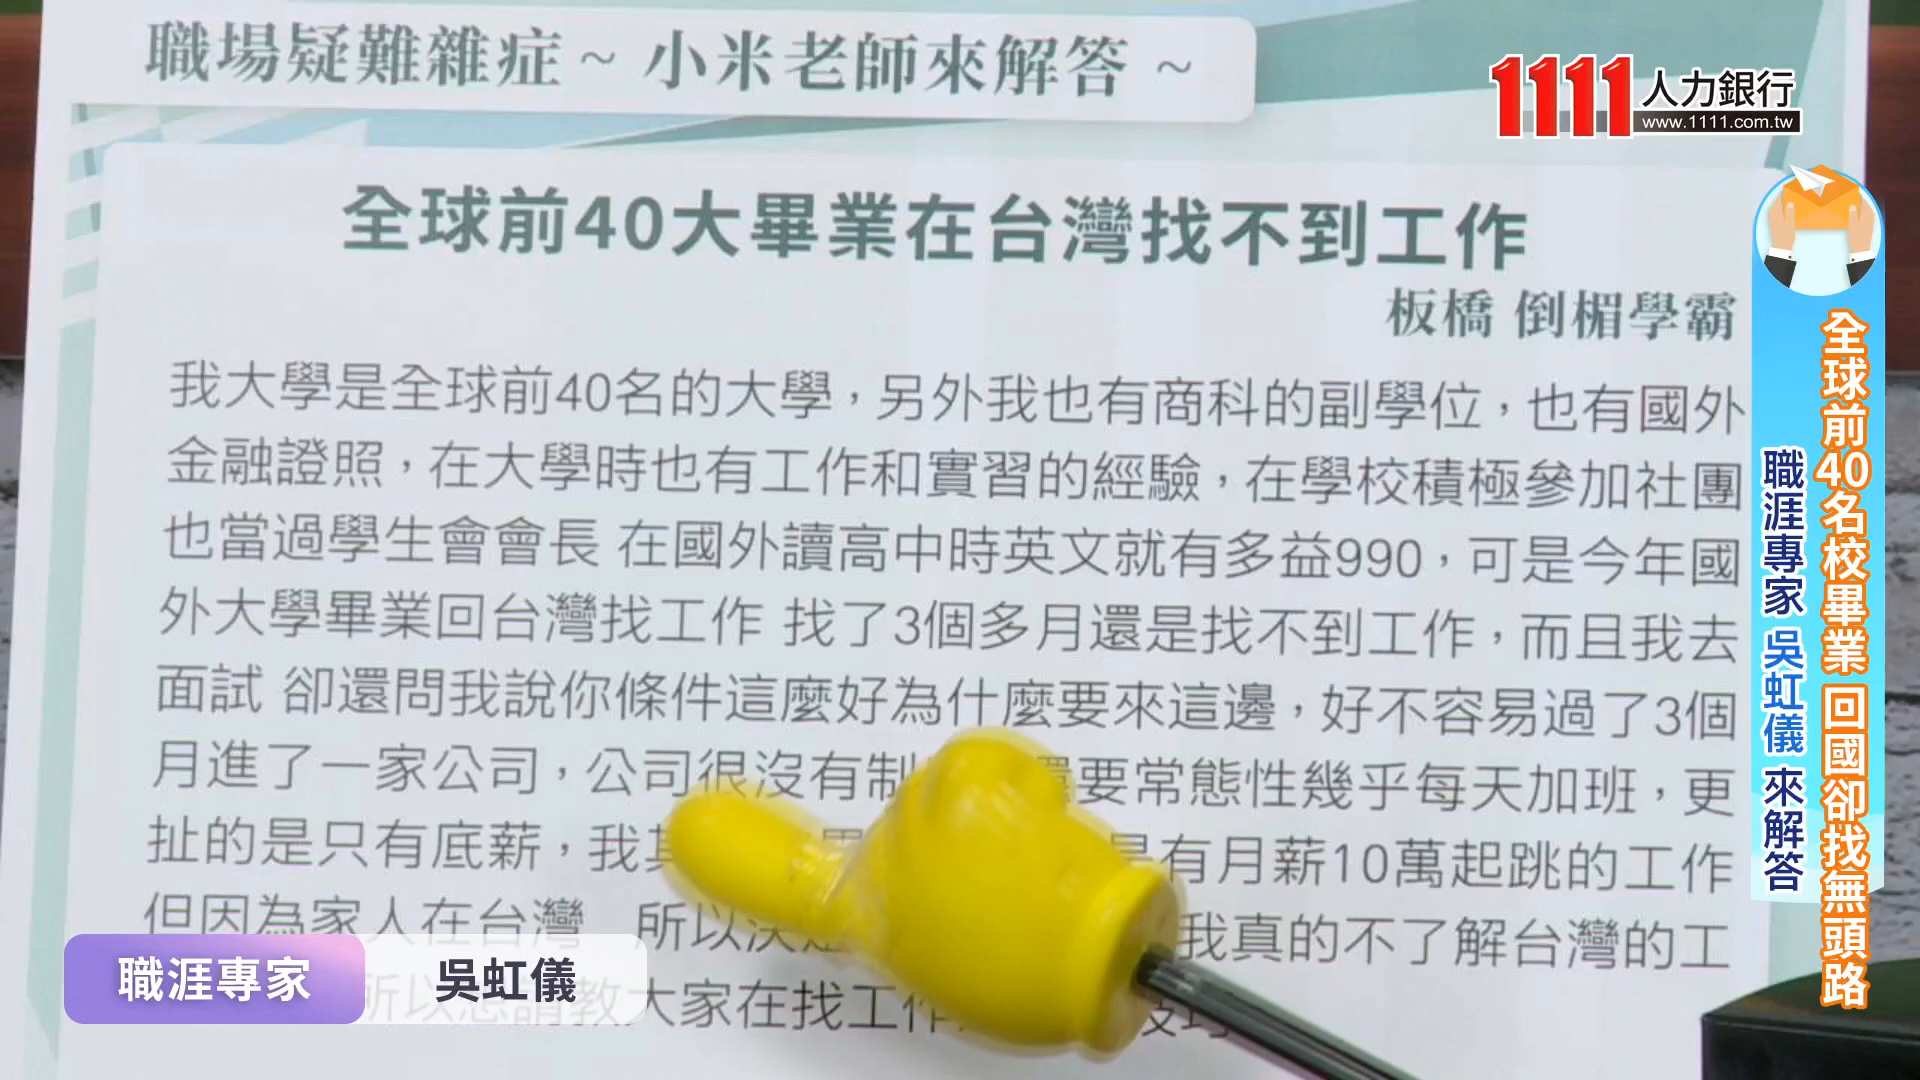 職場疑難雜症～小米老師來解答～
1111人力銀行
www.1111.com.tw
全球前40大畢業在台灣找不到工作
板橋 倒楣學霸
我大學是全球前40名的大學，另外我也有商科的副學位，也有國外
金融證照，在大學時也有工作和實習的經驗，在學校積極參加社團
也當過學生會會長 在國外讀高中時英文就有多益990，可是今年國
外大學畢業回台灣找工作 找了3個多月還是找不到工作，而且我去
面試 卻還問我說你條件這麼好為什麼要來這邊，好不容易過了3個
月進了一家公司，公司很沒有制 要常態性幾乎每天加班，更
扯的是只有底薪，我 是有月薪10萬起跳的工作
但因為家人在台灣 所以決 我真的不了解台灣的工
所以 請教大家在找工作
全球前40名校畢業 回國卻找無頭路
職涯專家 吳虹儀 來解答
職涯專家 吳虹儀